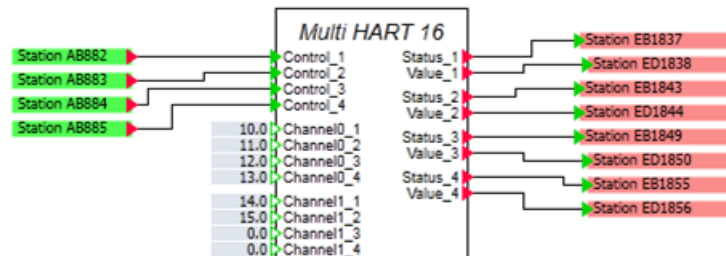 Multi HART 16
Station AB882
Station AB883
Station AB884
Station AB885
Control_1
Control_2
Control_3
Control_4
10.0 Channel0_1
11.0 Channel0_2
12.0 Channel0_3
13.0 Channel0_4
14.0 Channel1_1
15.0 Channel1_2
0.0 Channel1_3
0.0 Channel1_4
Status_1
Value_1
Status_2
Value_2
Status_3
Value_3
Status_4
Value_4
Station EB1837
Station ED1838
Station EB1843
Station ED1844
Station EB1849
Station ED1850
Station EB1855
Station ED1856